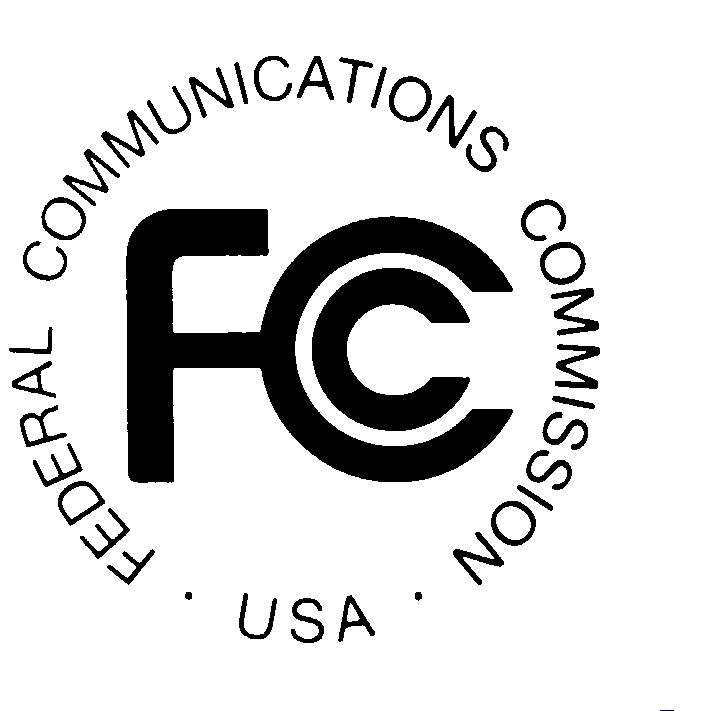 FEDERAL COMMUNICATIONS COMMISSION
FCC
· USA ·